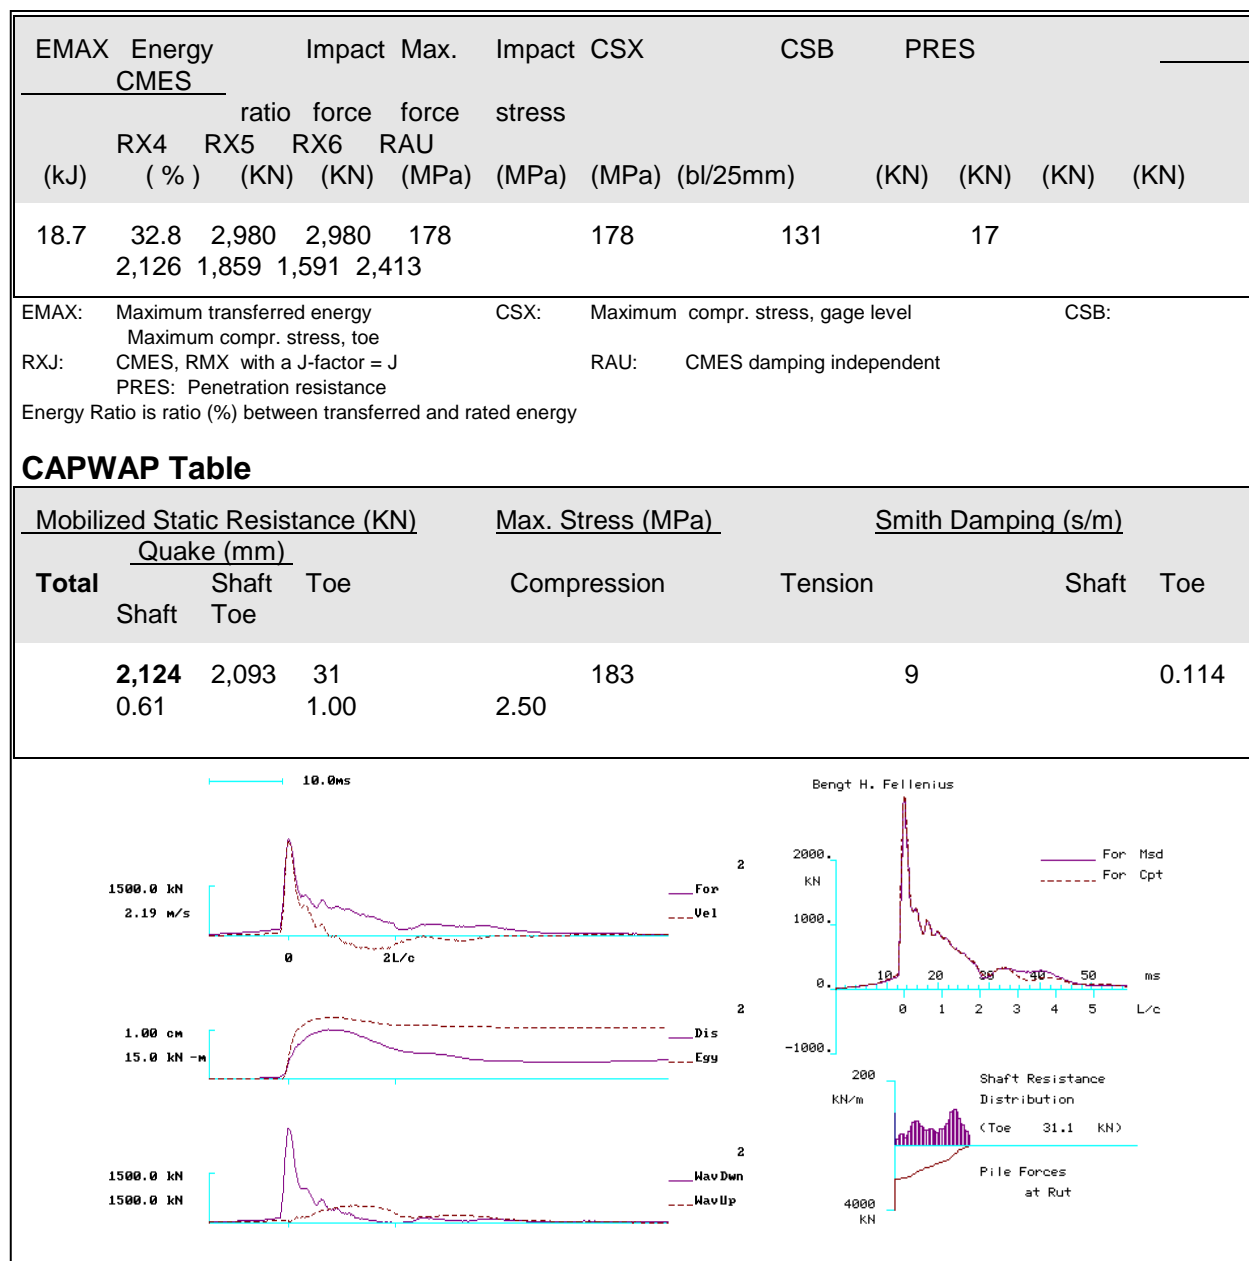 EMAX Energy Impact Max. Impact CSX CSB PRES
CMES
ratio force force stress
RX4 RX5 RX6 RAU
(kJ) ( % ) (KN) (KN) (MPa) (MPa) (MPa) (bl/25mm) (KN) (KN) (KN) (KN)
18.7 32.8 2,980 2,980 178 178 131 17
2,126 1,859 1,591 2,413
EMAX: Maximum transferred energy CSX: Maximum compr. stress, gage level CSB:
Maximum compr. stress, toe
RXJ: CMES, RMX with a J-factor = J RAU: CMES damping independent
PRES: Penetration resistance
Energy Ratio is ratio (%) between transferred and rated energy
CAPWAP Table
Mobilized Static Resistance (KN) Max. Stress (MPa) Smith Damping (s/m)
Quake (mm)
Total Shaft Toe Compression Tension Shaft Toe
Shaft Toe
2,124 2,093 31 183 9 0.114
0.61 1.00 2.50
10.0ms
2
1500.0 kN
2.19 m/s
For
Vel
0 2L/c
2
1.00 cm
15.0 kN-m
Dis
Egy
2
1500.0 kN
1500.0 kN
WavDwn
WavUp
Bengt H. Fellenius
2000.
KN
For Msd
For Cpt
1000.
0.
10 20 30 40 50 ms
0 1 2 3 4 5 L/c
-1000.
200
KN/m
Shaft Resistance
Distribution
(Toe 31.1 KN)
Pile Forces
at Rut
4000
KN